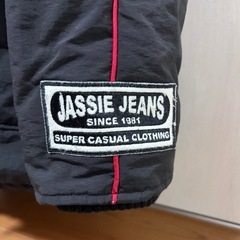 JASSIE JEANS
SINCE 1981
SUPER CASUAL CLOTHING